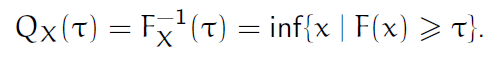 Q_X(τ) = F_X^{-1}(τ) = inf{x | F(x) ⩾ τ}.